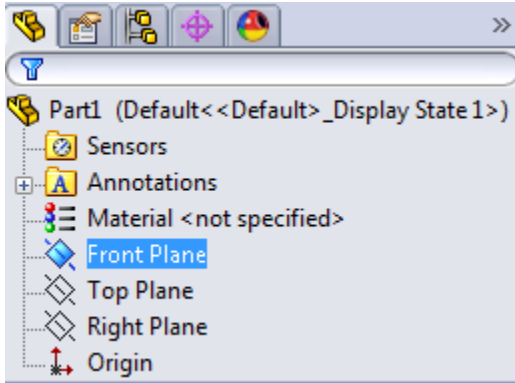 Part1 (Default<<Default>_Display State 1>)
Sensors
A Annotations
Material <not specified>
Front Plane
Top Plane
Right Plane
Origin